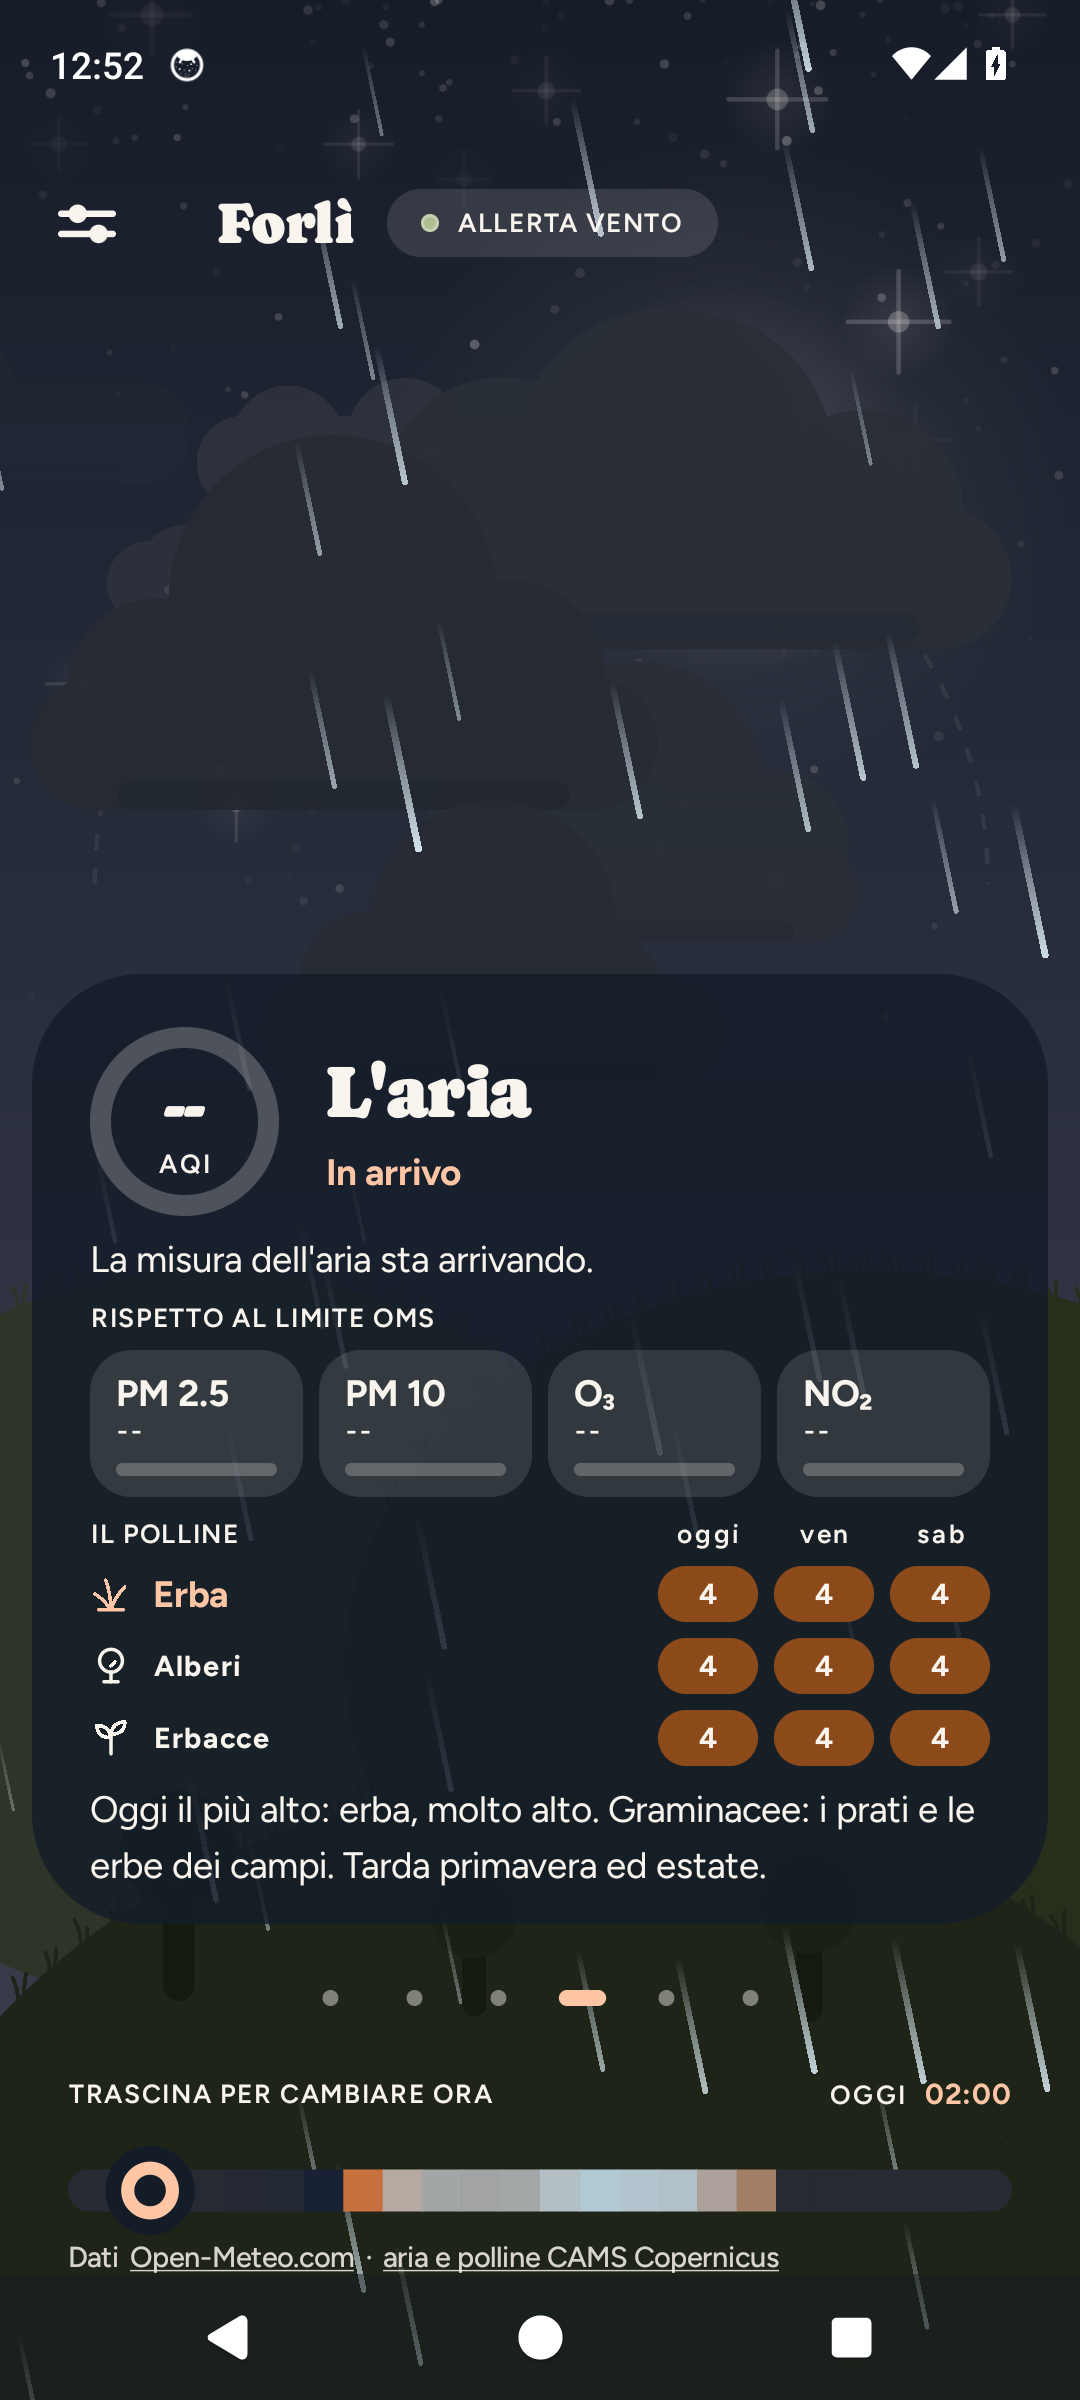 12:52
Forlì
ALLERTA VENTO
--
AQI
L'aria
In arrivo
La misura dell'aria sta arrivando.
RISPETTO AL LIMITE OMS
PM 2.5 PM 10 O₃ NO₂
-- -- -- --
IL POLLINE oggi ven sab
Erba 4 4 4
Alberi 4 4 4
Erbacce 4 4 4
Oggi il più alto: erba, molto alto. Graminacee: i prati e le
erbe dei campi. Tarda primavera ed estate.
TRASCINA PER CAMBIARE ORA OGGI 02:00
Dati Open-Meteo.com · aria e polline CAMS Copernicus